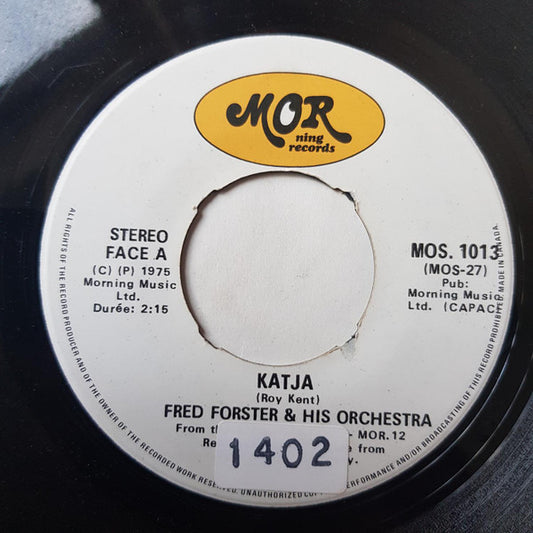 MOR
ning
records
STEREO
FACE A
(C) (P) 1975
Morning Music
Ltd.
Durée: 2:15
MOS. 1013
(MOS-27)
Pub:
Morning Music
Ltd. (CAPAC)
KATJA
(Roy Kent)
FRED FORSTER & HIS ORCHESTRA
From the L. MOR.12
Re e from
y.
1402
ALL RIGHTS OF THE RECORD PRODUCER AND OF THE OWNER OF THE RECORDED WORK RESERVED. UNAUTHORIZED COP PERFORMANCE AND/OR BROADCASTING OF THIS RECORD PROHIBITED. MADE IN CANADA.